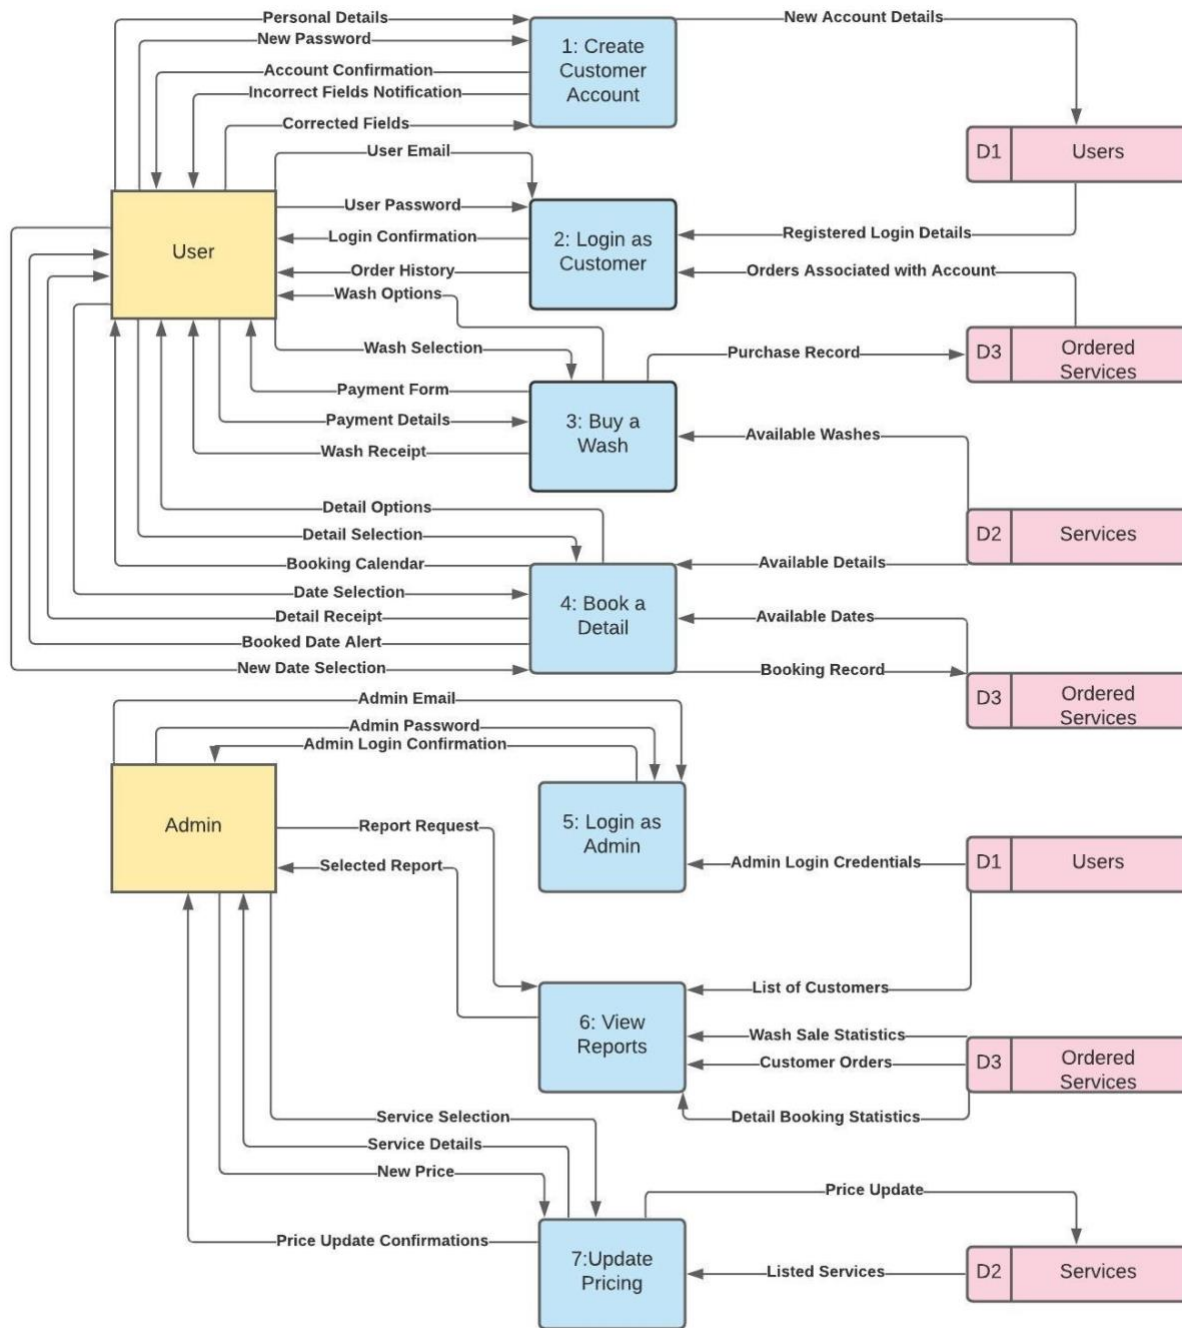 Personal Details
New Account Details
New Password
1: Create
Customer
Account
Account Confirmation
Incorrect Fields Notification
Corrected Fields
D1
Users
User Email
User Password
2: Login as
Customer
Registered Login Details
Login Confirmation
User
Order History
Orders Associated with Account
Wash Options
Wash Selection
Purchase Record
D3
Ordered
Services
Payment Form
Payment Details
3: Buy a
Wash
Available Washes
Wash Receipt
Detail Options
Detail Selection
D2
Services
Booking Calendar
Available Details
Date Selection
4: Book a
Detail
Detail Receipt
Available Dates
Booked Date Alert
New Date Selection
Booking Record
D3
Ordered
Services
Admin Email
Admin Password
Admin Login Confirmation
Admin
Report Request
5: Login as
Admin
Selected Report
Admin Login Credentials
D1
Users
List of Customers
6: View
Reports
Wash Sale Statistics
Customer Orders
D3
Ordered
Services
Service Selection
Detail Booking Statistics
Service Details
New Price
Price Update
Price Update Confirmations
7:Update
Pricing
Listed Services
D2
Services